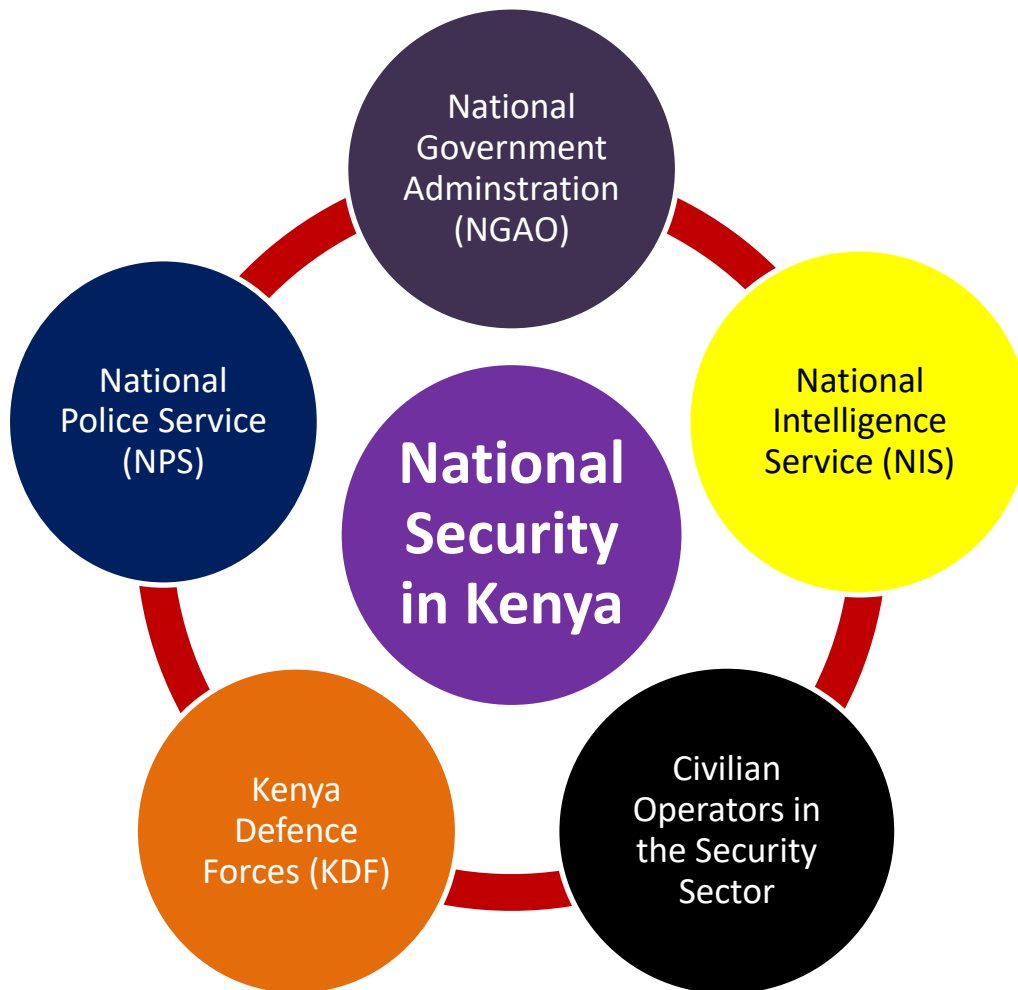 National
Government
Adminstration
(NGAO)
National
Police Service
(NPS)
National
Intelligence
Service (NIS)
National
Security
in Kenya
Kenya
Defence
Forces (KDF)
Civilian
Operators in
the Security
Sector